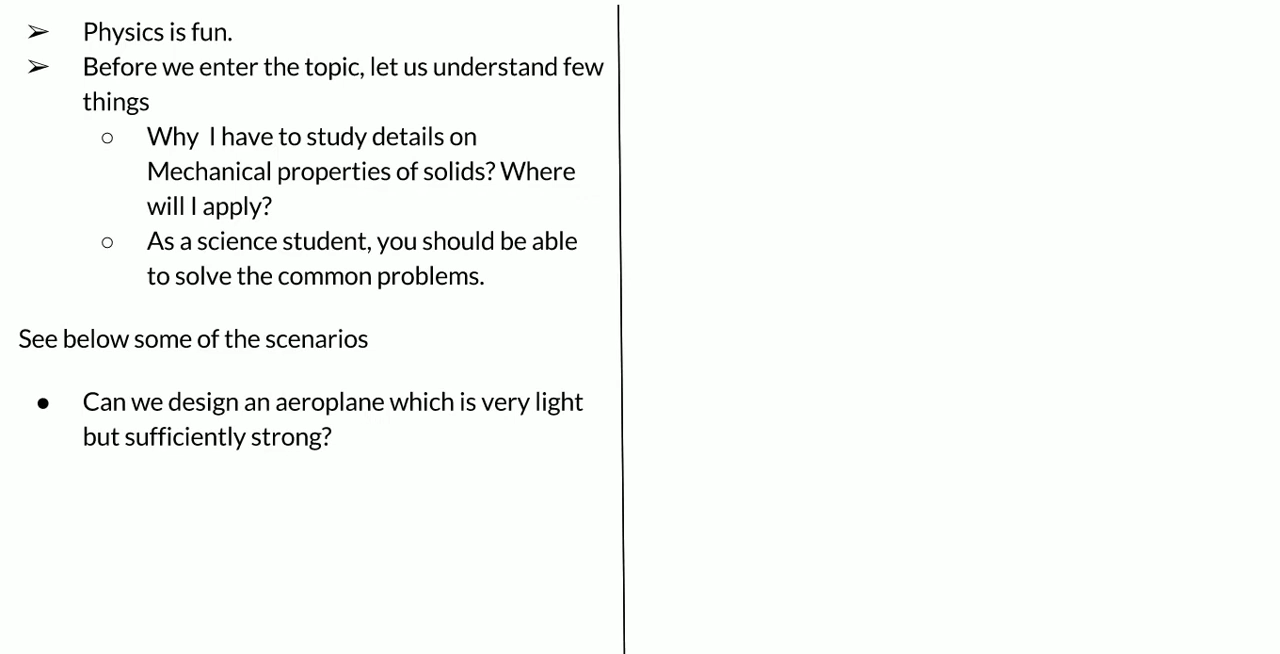 ➢ Physics is fun.
➢ Before we enter the topic, let us understand few
things
○ Why I have to study details on
Mechanical properties of solids? Where
will I apply?
○ As a science student, you should be able
to solve the common problems.
See below some of the scenarios
● Can we design an aeroplane which is very light
but sufficiently strong?